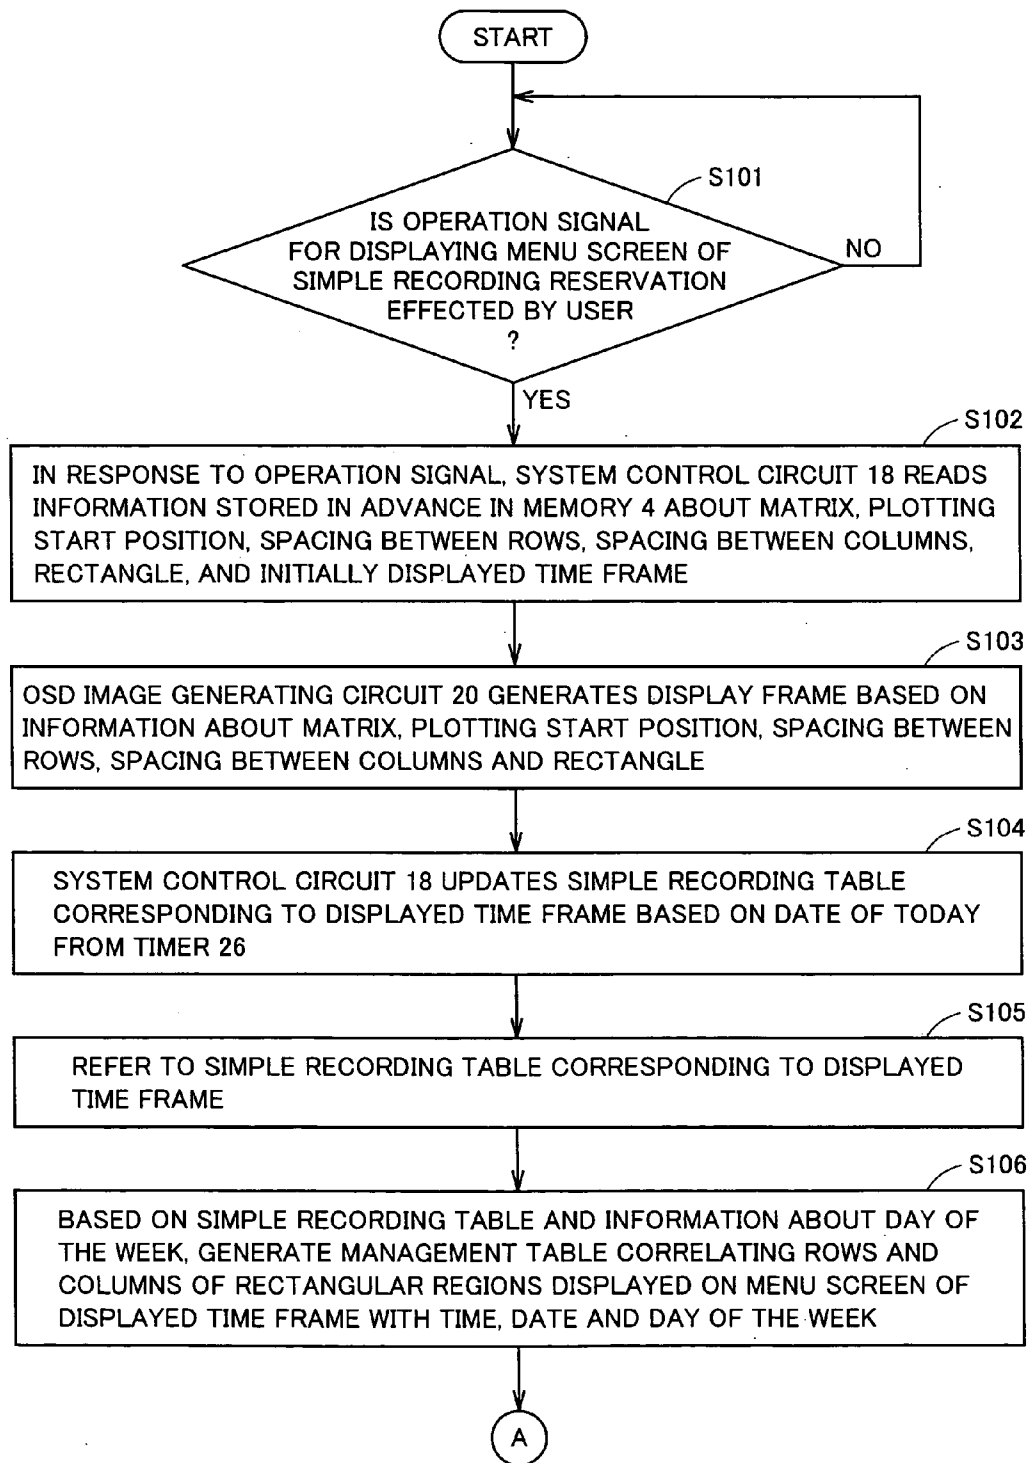 START
S101
IS OPERATION SIGNAL
FOR DISPLAYING MENU SCREEN OF
SIMPLE RECORDING RESERVATION
EFFECTED BY USER
?
NO
YES
S102
IN RESPONSE TO OPERATION SIGNAL, SYSTEM CONTROL CIRCUIT 18 READS
INFORMATION STORED IN ADVANCE IN MEMORY 4 ABOUT MATRIX, PLOTTING
START POSITION, SPACING BETWEEN ROWS, SPACING BETWEEN COLUMNS,
RECTANGLE, AND INITIALLY DISPLAYED TIME FRAME
S103
OSD IMAGE GENERATING CIRCUIT 20 GENERATES DISPLAY FRAME BASED ON
INFORMATION ABOUT MATRIX, PLOTTING START POSITION, SPACING BETWEEN
ROWS, SPACING BETWEEN COLUMNS AND RECTANGLE
S104
SYSTEM CONTROL CIRCUIT 18 UPDATES SIMPLE RECORDING TABLE
CORRESPONDING TO DISPLAYED TIME FRAME BASED ON DATE OF TODAY
FROM TIMER 26
S105
REFER TO SIMPLE RECORDING TABLE CORRESPONDING TO DISPLAYED
TIME FRAME
S106
BASED ON SIMPLE RECORDING TABLE AND INFORMATION ABOUT DAY OF
THE WEEK, GENERATE MANAGEMENT TABLE CORRELATING ROWS AND
COLUMNS OF RECTANGULAR REGIONS DISPLAYED ON MENU SCREEN OF
DISPLAYED TIME FRAME WITH TIME, DATE AND DAY OF THE WEEK
A